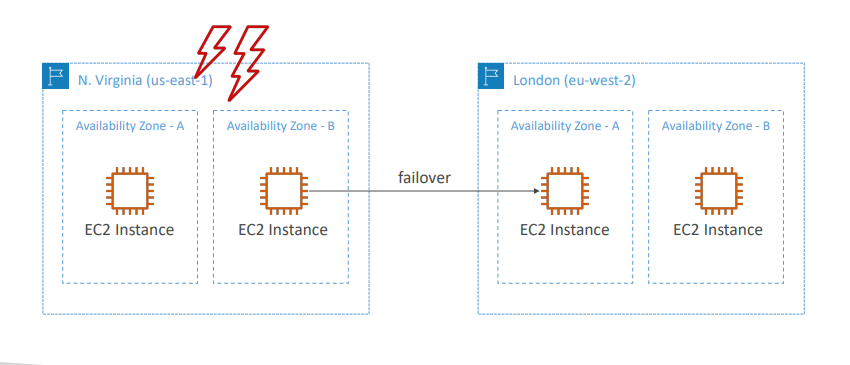 N. Virginia (us-east-1)
Availability Zone - A
EC2 Instance
Availability Zone - B
EC2 Instance
failover
London (eu-west-2)
Availability Zone - A
EC2 Instance
Availability Zone - B
EC2 Instance